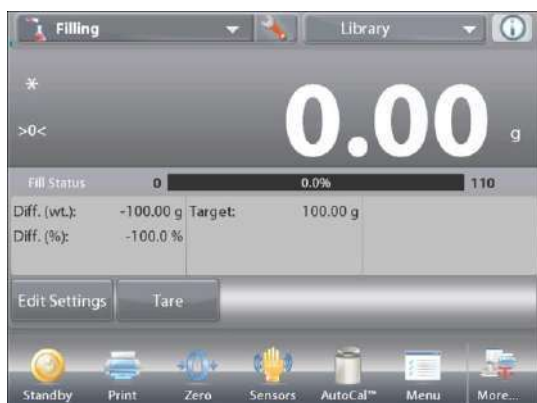 Filling Library
*
>0<
0.00 g
Fill Status 0 0.0% 110
Diff. (wt.): -100.00 g Target: 100.00 g
Diff. (%): -100.0 %
Edit Settings Tare
Standby Print Zero Sensors AutoCal™ Menu More...